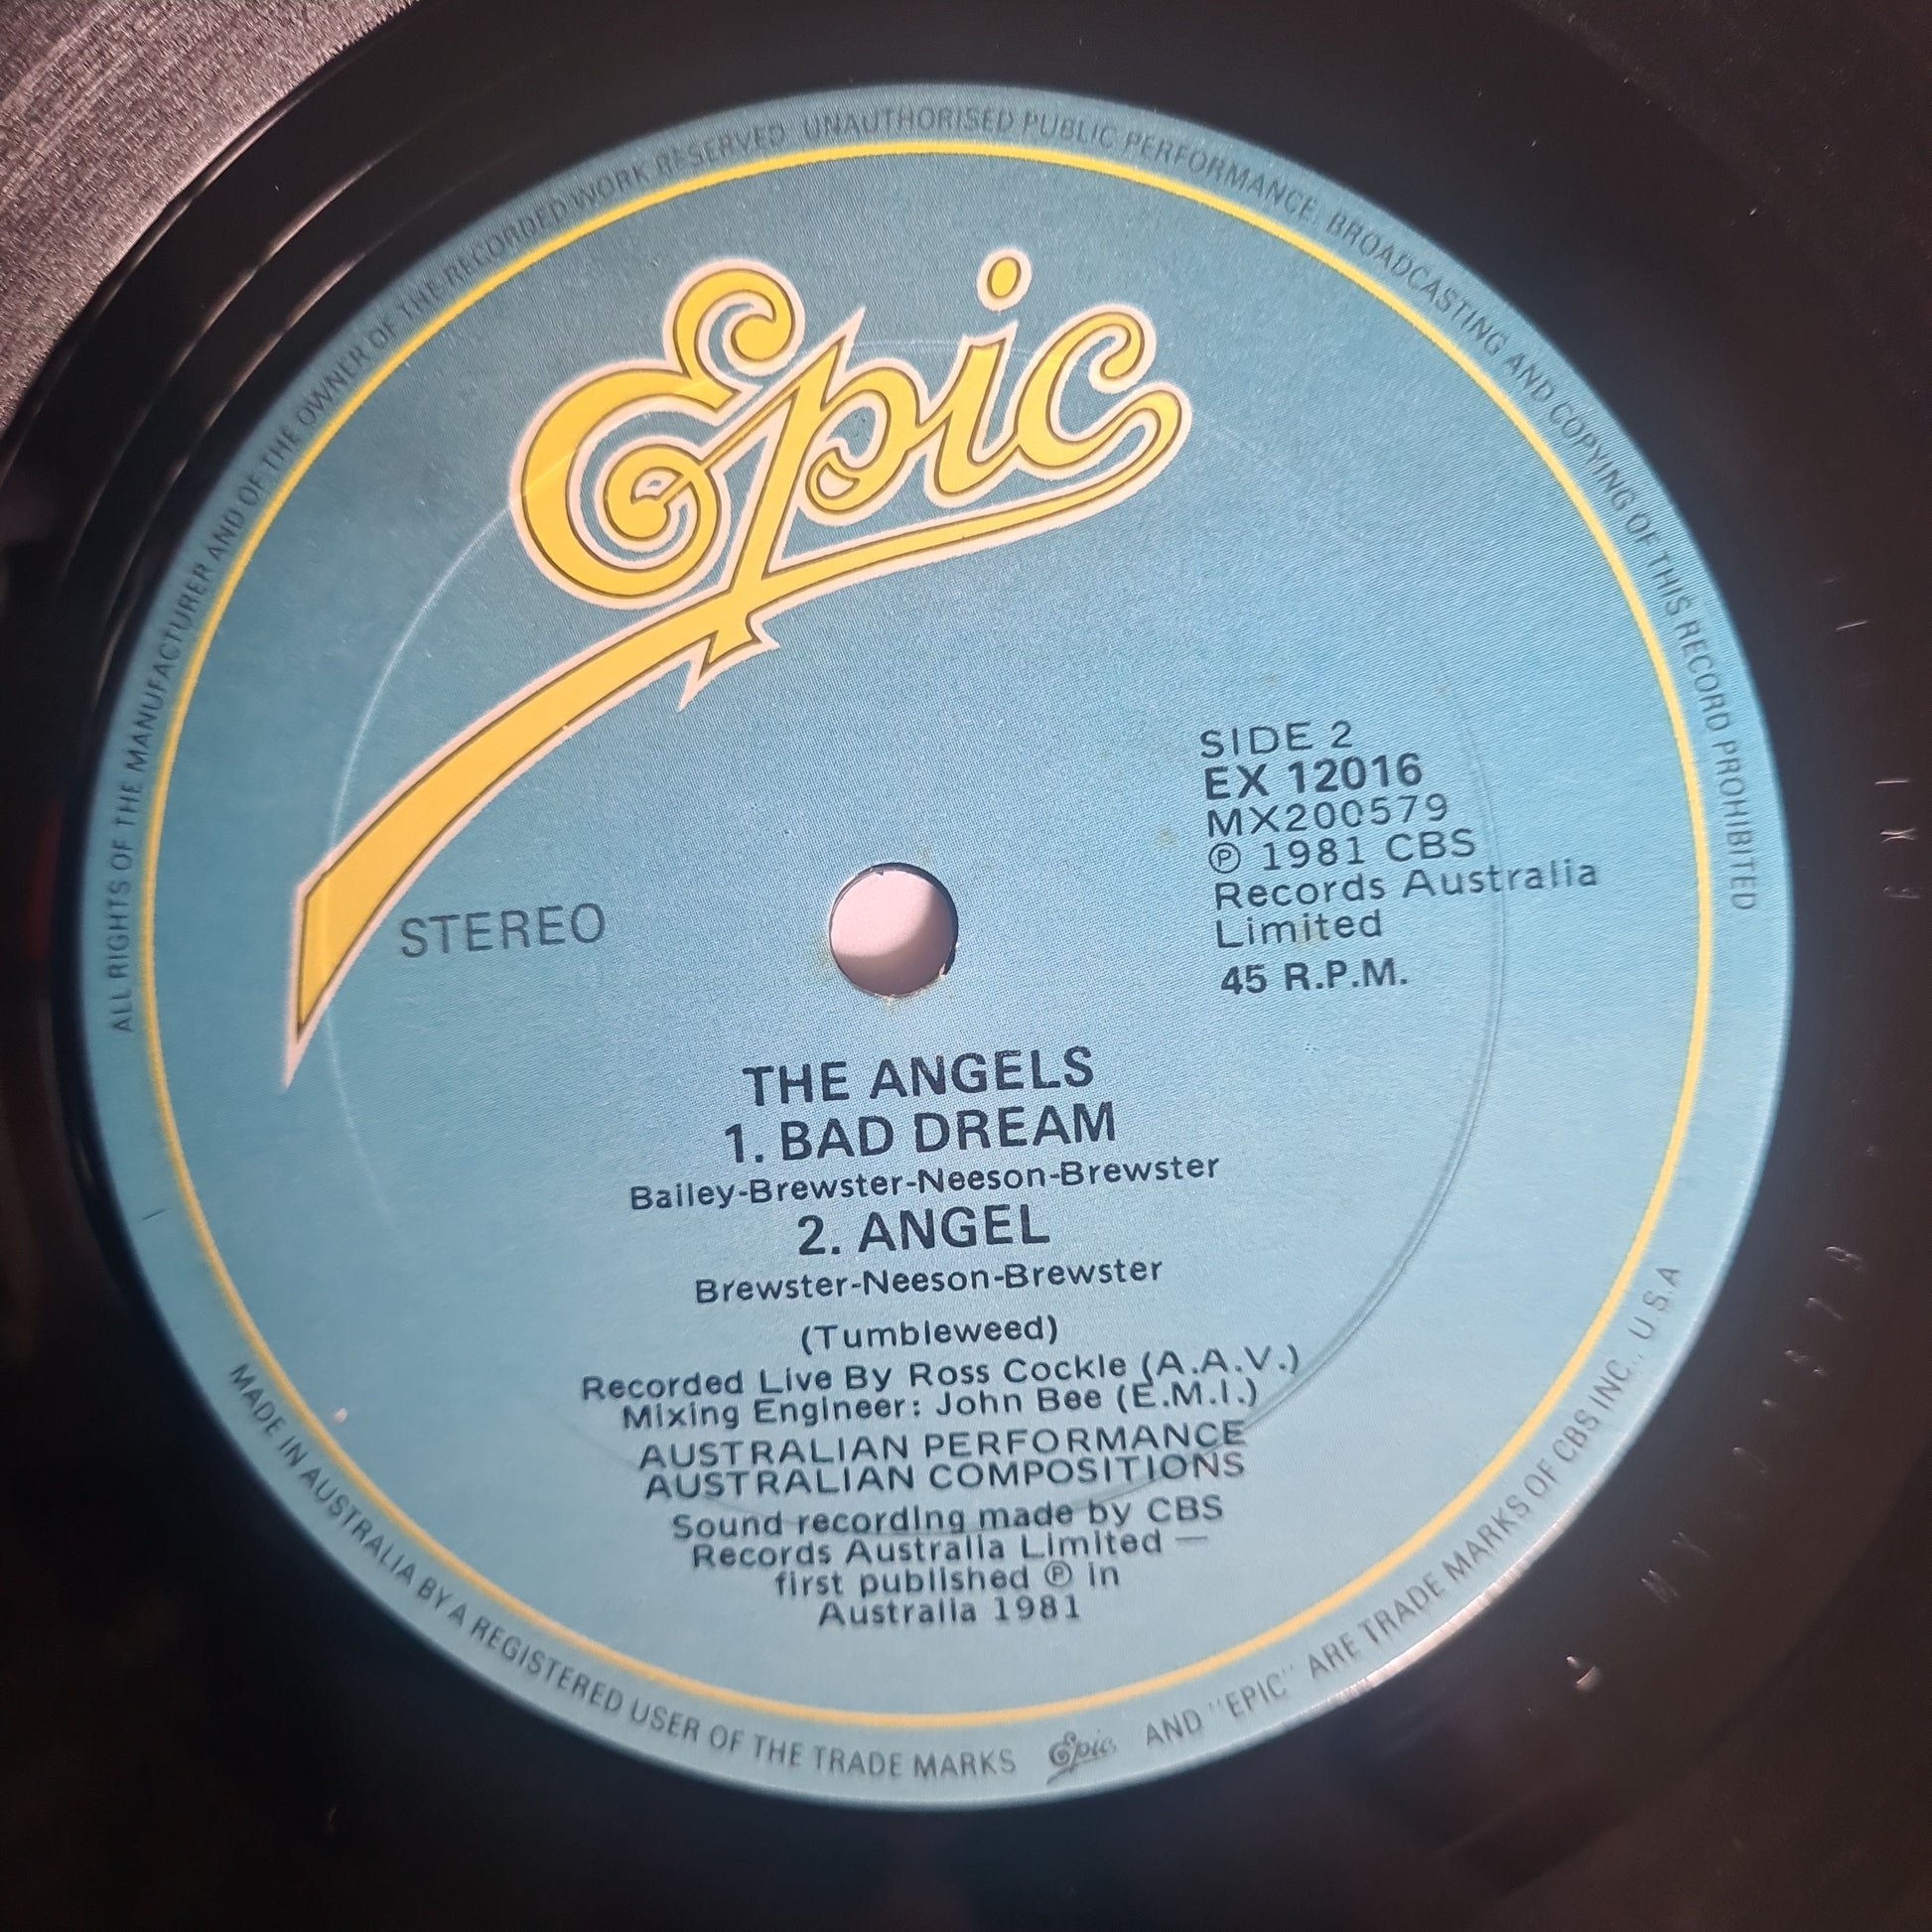 ALL RIGHTS OF THE MANUFACTURER AND OF THE OWNER OF THE RECORDED WORK RESERVED. UNAUTHORISED PUBLIC PERFORMANCE, BROADCASTING AND COPYING OF THIS RECORD PROHIBITED
Epic
SIDE 2
EX 12016
MX200579
℗ 1981 CBS
Records Australia
Limited
45 R.P.M.
STEREO
THE ANGELS
1. BAD DREAM
Bailey-Brewster-Neeson-Brewster
2. ANGEL
Brewster-Neeson-Brewster
(Tumbleweed)
Recorded Live By Ross Cockle (A.A.V.)
Mixing Engineer: John Bee (E.M.I.)
AUSTRALIAN PERFORMANCE
AUSTRALIAN COMPOSITIONS
Sound recording made by CBS
Records Australia Limited —
first published ℗ in
Australia 1981
MADE IN AUSTRALIA BY A REGISTERED USER OF THE TRADE MARKS Epic AND "EPIC" ARE TRADE MARKS OF CBS INC., U.S.A